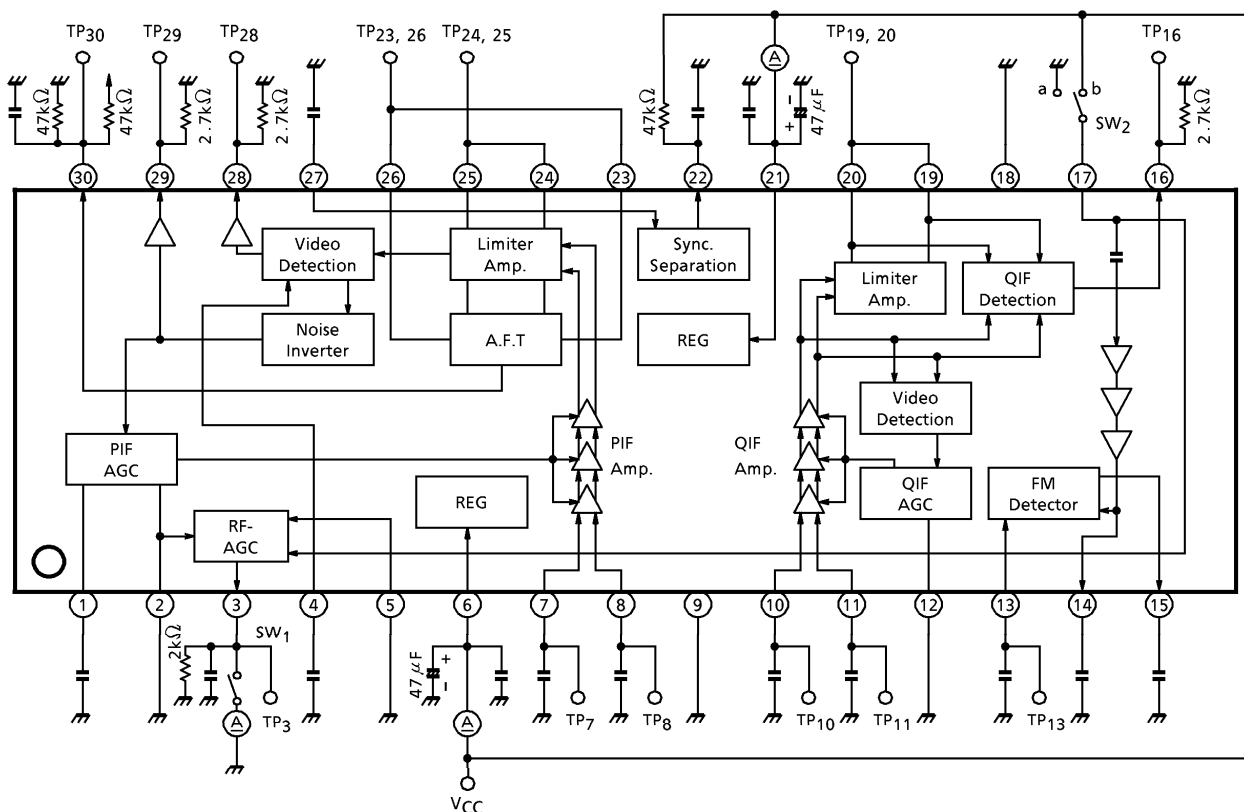 TP30
TP29
TP28
TP23, 26
TP24, 25
TP19, 20
TP16
47kΩ
47kΩ
2.7kΩ
2.7kΩ
47kΩ
A
−
+
47μF
a
b
SW2
2.7kΩ
30
29
28
27
26
25
24
23
22
21
20
19
18
17
16
Video
Detection
Limiter
Amp.
Sync.
Separation
Limiter
Amp.
QIF
Detection
Noise
Inverter
A.F.T
REG
Video
Detection
PIF
AGC
PIF
Amp.
QIF
Amp.
REG
QIF
AGC
FM
Detector
RF-
AGC
1
2
3
4
5
6
7
8
9
10
11
12
13
14
15
2kΩ
SW1
A
TP3
47μF
+
−
A
VCC
TP7
TP8
TP10
TP11
TP13